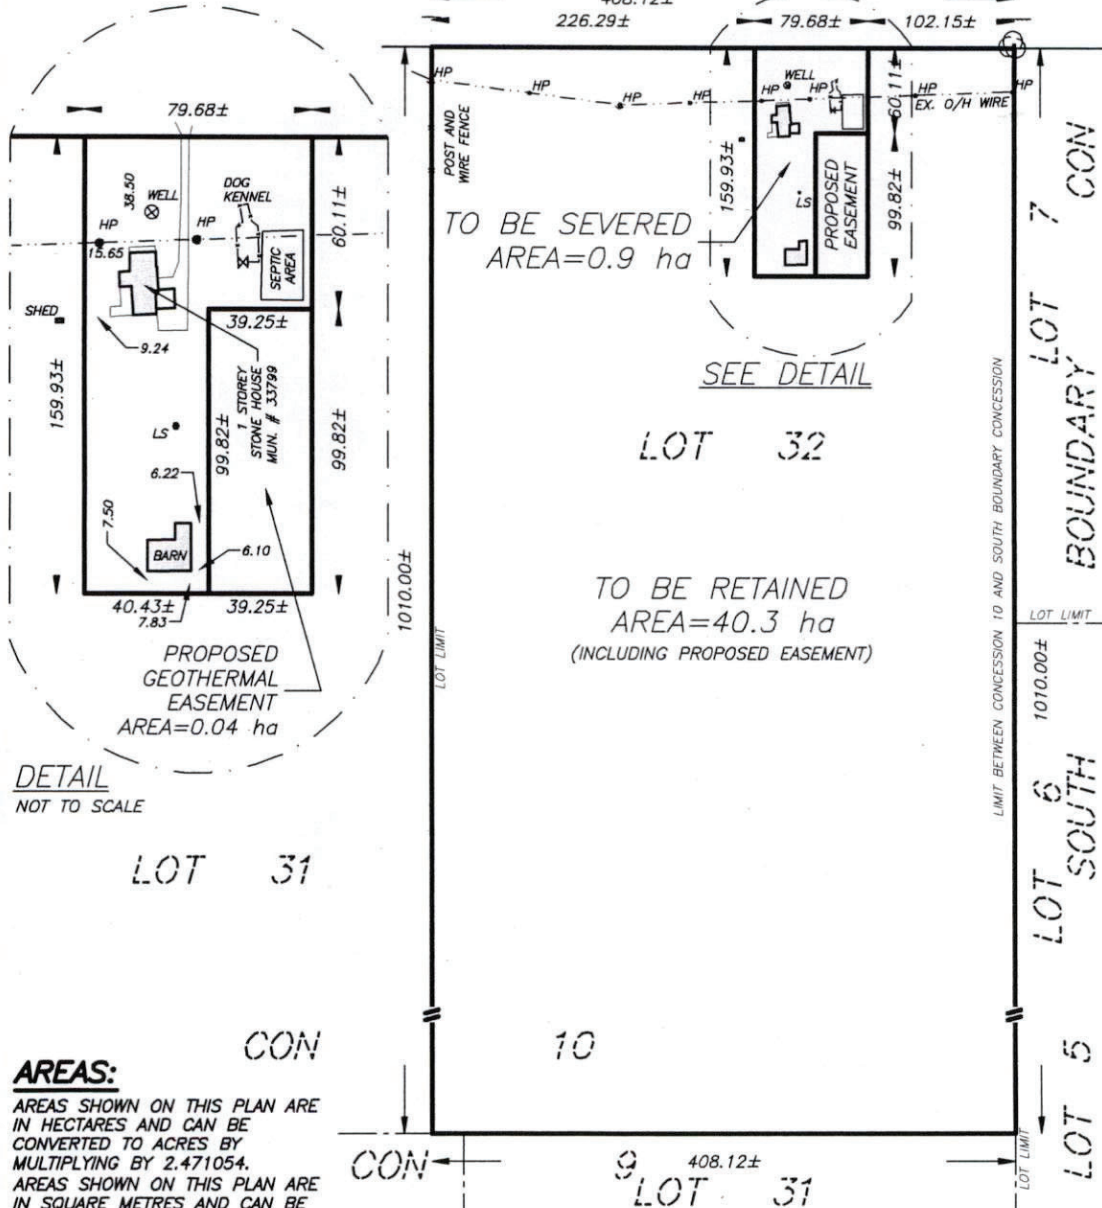 408.12±
226.29±
79.68±
102.15±
79.68±
38.50
WELL
DOG
KENNEL
HP
HP
15.65
SEPTIC
AREA
60.11±
SHED
9.24
39.25±
159.93±
1 STOREY
STONE HOUSE
MUN. # 33799
LS
99.82±
99.82±
6.22
7.50
BARN
6.10
40.43±
7.83
39.25±
PROPOSED
GEOTHERMAL
EASEMENT
AREA=0.04 ha
DETAIL
NOT TO SCALE
LOT 31
CON 10
HP
HP
HP
HP
HP
WELL
HP
HP
HP
EX. O/H WIRE
60.11±
POST AND
WIRE FENCE
159.93±
LS
PROPOSED
EASEMENT
99.82±
TO BE SEVERED
AREA=0.9 ha
SEE DETAIL
LOT 32
TO BE RETAINED
AREA=40.3 ha
(INCLUDING PROPOSED EASEMENT)
1010.00±
LOT LIMIT
LIMIT BETWEEN CONCESSION 10 AND SOUTH BOUNDARY CONCESSION
LOT 7 CON
LOT LIMIT
1010.00±
LOT 6
SOUTH BOUNDARY
LOT 5
LOT LIMIT
AREAS:
AREAS SHOWN ON THIS PLAN ARE
IN HECTARES AND CAN BE
CONVERTED TO ACRES BY
MULTIPLYING BY 2.471054.
AREAS SHOWN ON THIS PLAN ARE
IN SQUARE METRES AND CAN BE
CON 9
408.12±
LOT 31